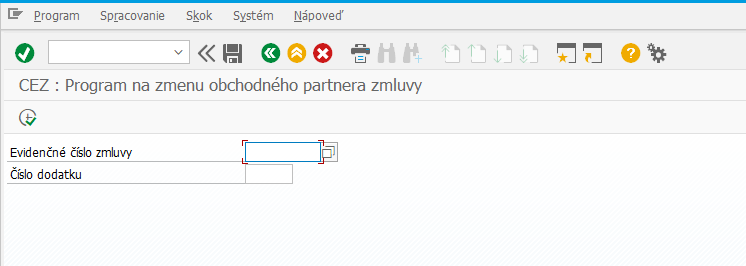 Program Spracovanie Skok Systém Nápoveď
CEZ : Program na zmenu obchodného partnera zmluvy
Evidenčné číslo zmluvy
Číslo dodatku